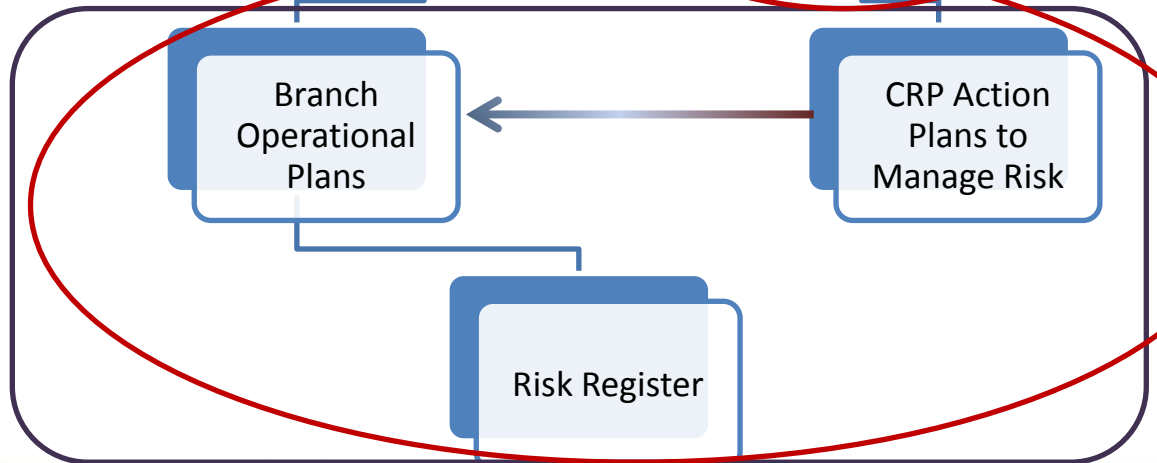 Branch
Operational
Plans
CRP Action
Plans to
Manage Risk
Risk Register